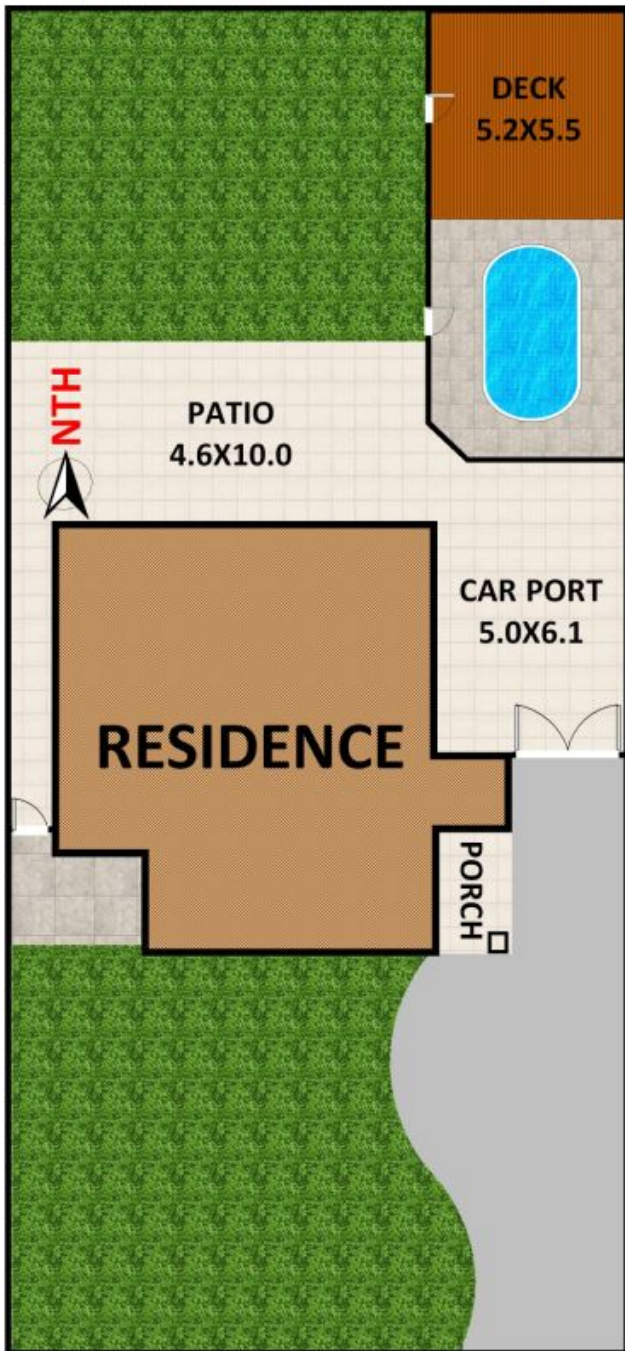 DECK
5.2X5.5
NTH
PATIO
4.6X10.0
CAR PORT
5.0X6.1
RESIDENCE
PORCH